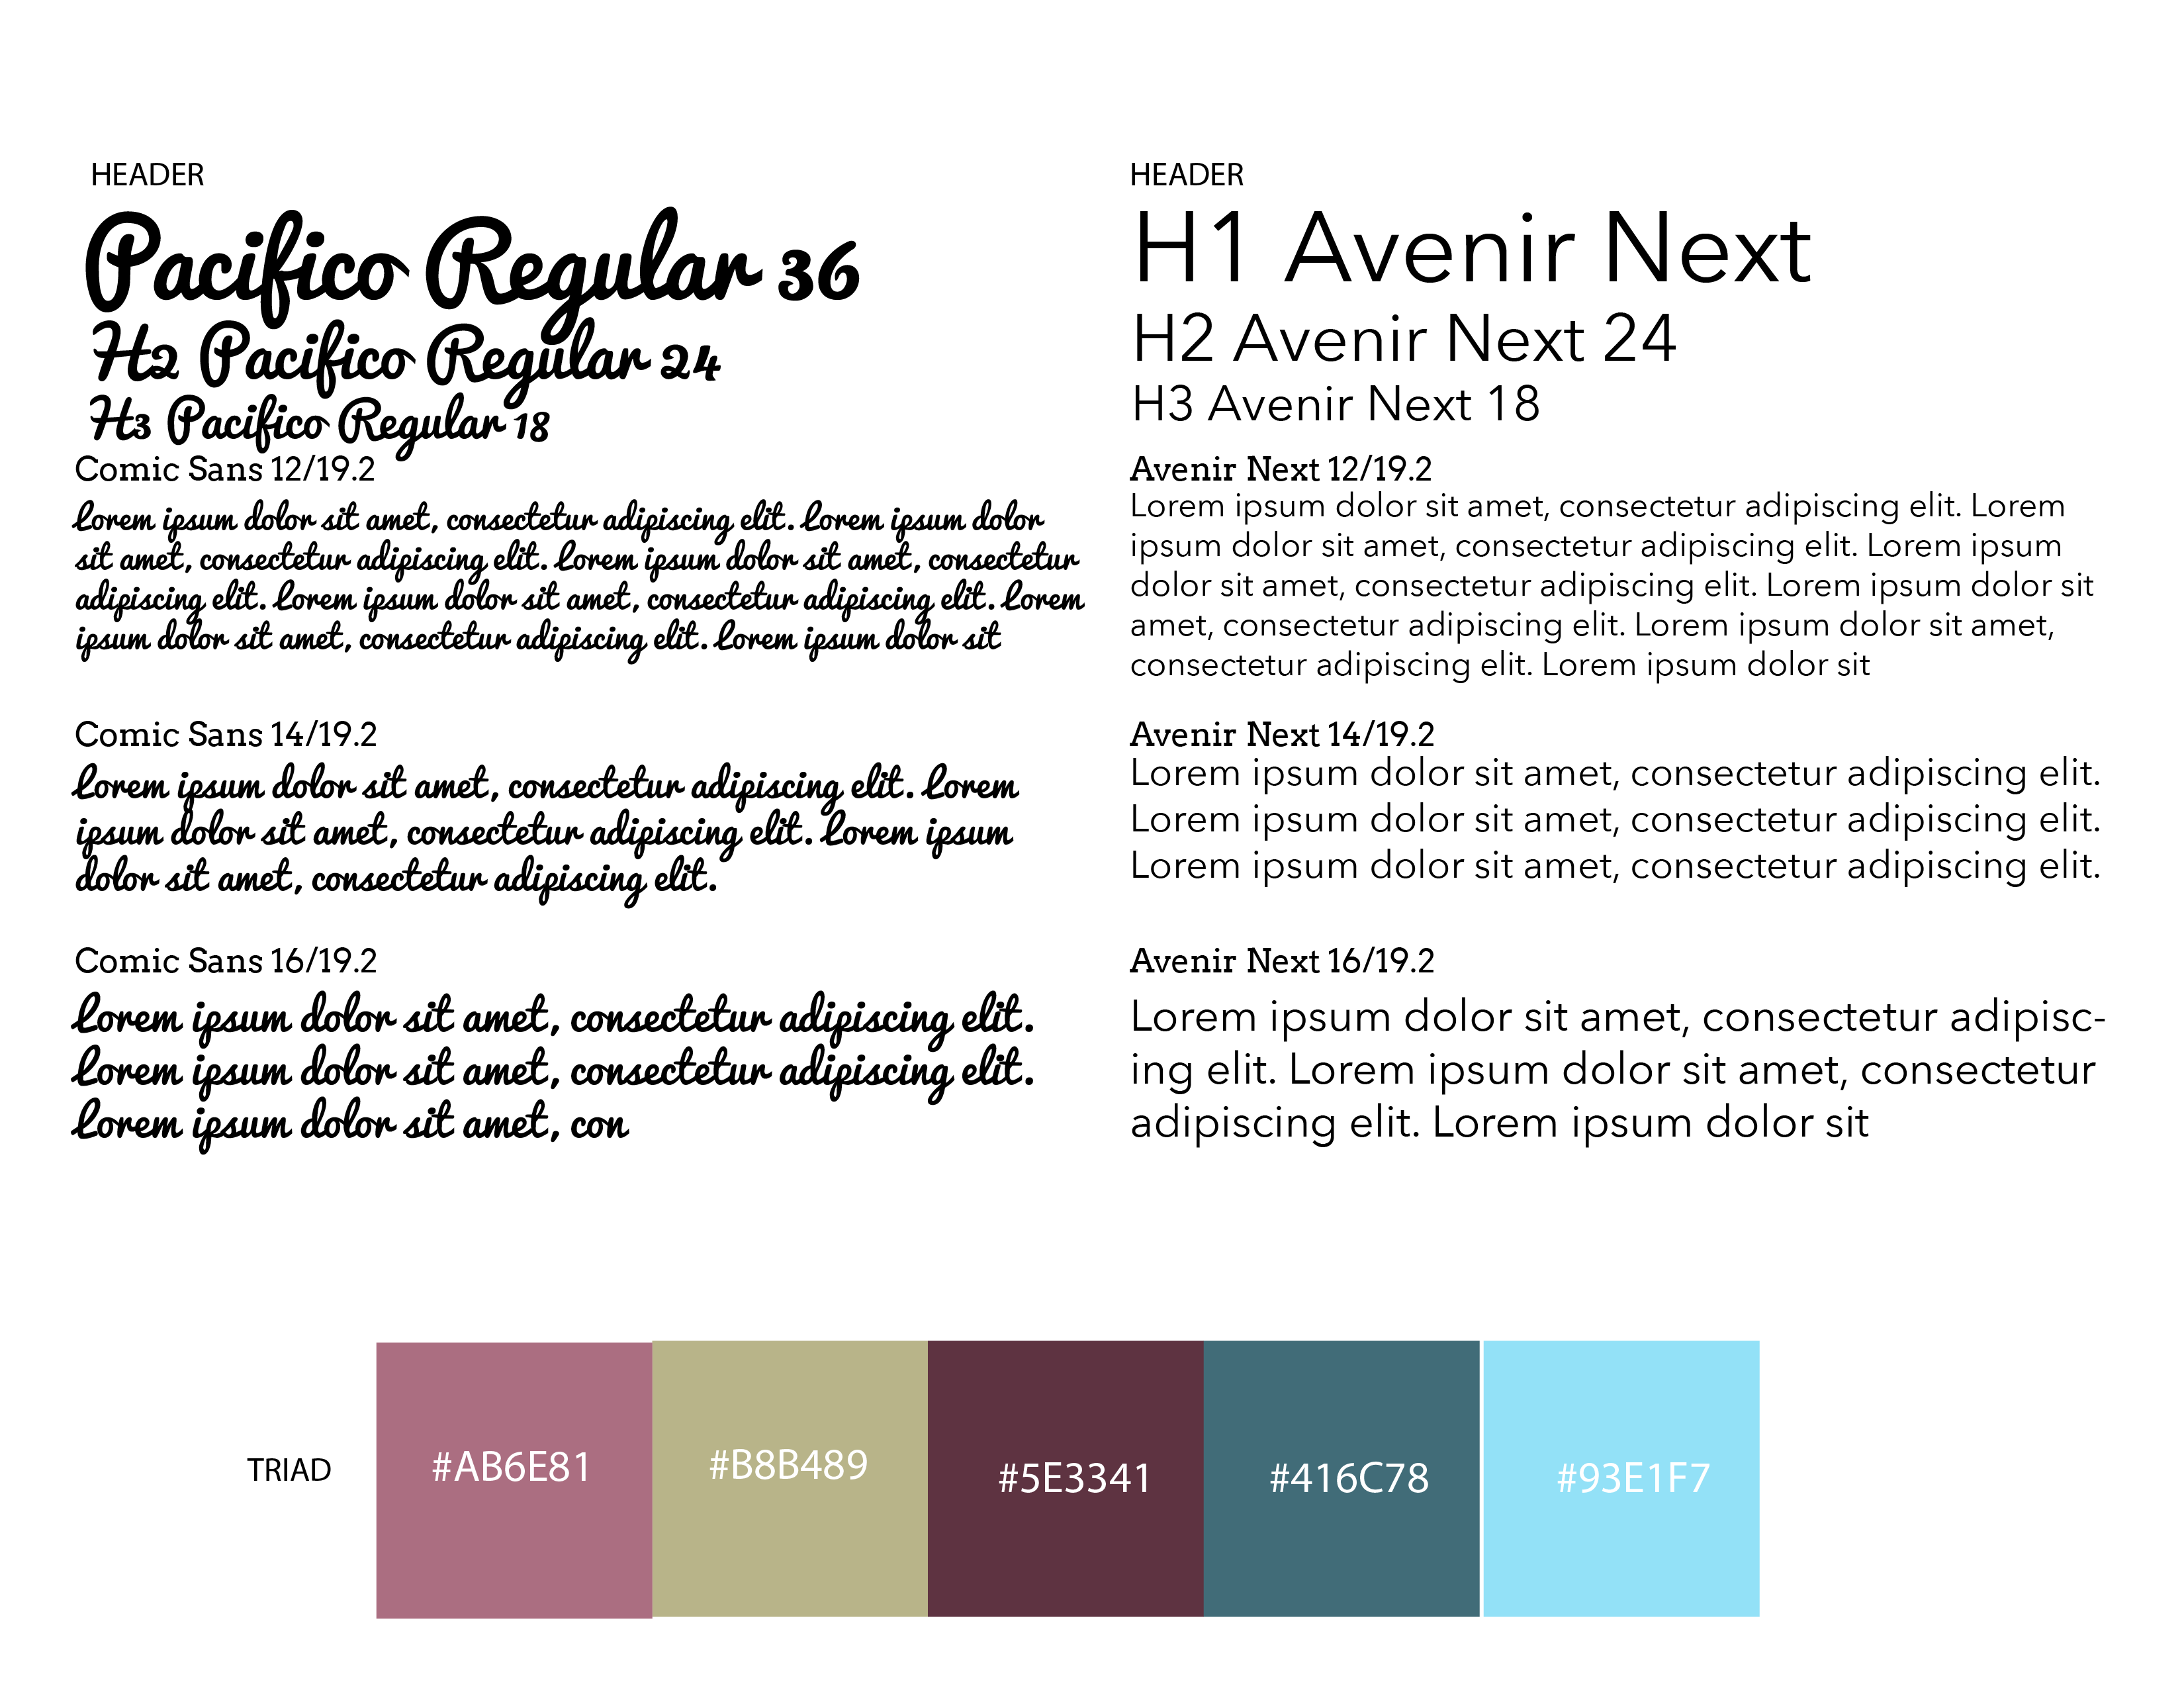 HEADER
Pacifico Regular 36
H2 Pacifico Regular 24
H3 Pacifico Regular 18
Comic Sans 12/19.2
Lorem ipsum dolor sit amet, consectetur adipiscing elit. Lorem ipsum dolor
sit amet, consectetur adipiscing elit. Lorem ipsum dolor sit amet, consectetur
adipiscing elit. Lorem ipsum dolor sit amet, consectetur adipiscing elit. Lorem
ipsum dolor sit amet, consectetur adipiscing elit. Lorem ipsum dolor sit
Comic Sans 14/19.2
Lorem ipsum dolor sit amet, consectetur adipiscing elit. Lorem
ipsum dolor sit amet, consectetur adipiscing elit. Lorem ipsum
dolor sit amet, consectetur adipiscing elit.
Comic Sans 16/19.2
Lorem ipsum dolor sit amet, consectetur adipiscing elit.
Lorem ipsum dolor sit amet, consectetur adipiscing elit.
Lorem ipsum dolor sit amet, con
HEADER
H1 Avenir Next
H2 Avenir Next 24
H3 Avenir Next 18
Avenir Next 12/19.2
Lorem ipsum dolor sit amet, consectetur adipiscing elit. Lorem
ipsum dolor sit amet, consectetur adipiscing elit. Lorem ipsum
dolor sit amet, consectetur adipiscing elit. Lorem ipsum dolor sit
amet, consectetur adipiscing elit. Lorem ipsum dolor sit amet,
consectetur adipiscing elit. Lorem ipsum dolor sit
Avenir Next 14/19.2
Lorem ipsum dolor sit amet, consectetur adipiscing elit.
Lorem ipsum dolor sit amet, consectetur adipiscing elit.
Lorem ipsum dolor sit amet, consectetur adipiscing elit.
Avenir Next 16/19.2
Lorem ipsum dolor sit amet, consectetur adipisc-
ing elit. Lorem ipsum dolor sit amet, consectetur
adipiscing elit. Lorem ipsum dolor sit
TRIAD
#AB6E81
#B8B489
#5E3341
#416C78
#93E1F7